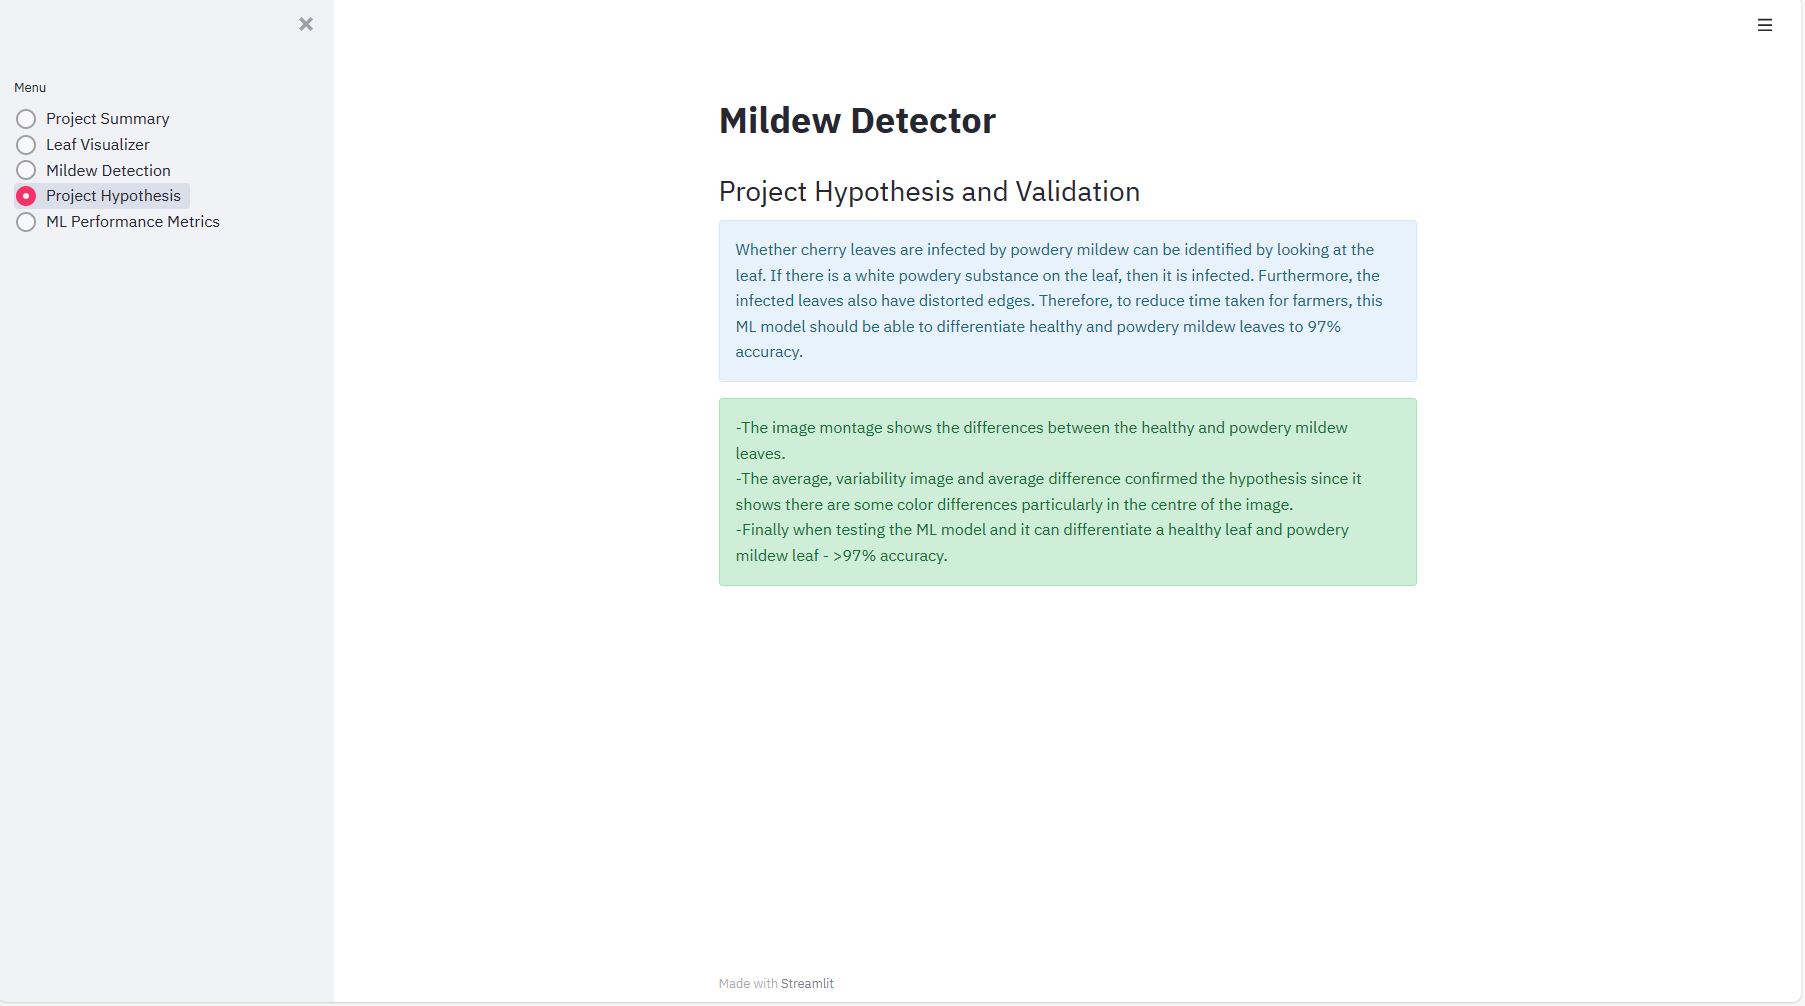 Menu
Project Summary
Leaf Visualizer
Mildew Detection
Project Hypothesis
ML Performance Metrics
Mildew Detector
Project Hypothesis and Validation
Whether cherry leaves are infected by powdery mildew can be identified by looking at the
leaf. If there is a white powdery substance on the leaf, then it is infected. Furthermore, the
infected leaves also have distorted edges. Therefore, to reduce time taken for farmers, this
ML model should be able to differentiate healthy and powdery mildew leaves to 97%
accuracy.
-The image montage shows the differences between the healthy and powdery mildew
leaves.
-The average, variability image and average difference confirmed the hypothesis since it
shows there are some color differences particularly in the centre of the image.
-Finally when testing the ML model and it can differentiate a healthy leaf and powdery
mildew leaf - >97% accuracy.
Made with Streamlit